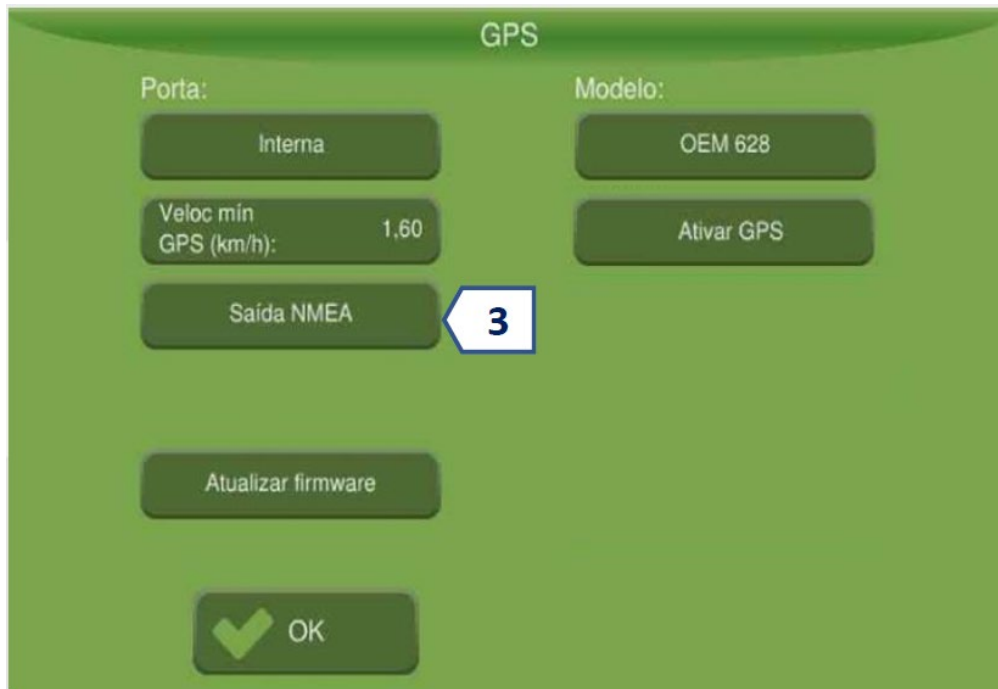 GPS
Porta:
Modelo:
Interna
OEM 628
Veloc mín
GPS (km/h):
1,60
Ativar GPS
Saída NMEA
3
Atualizar firmware
OK